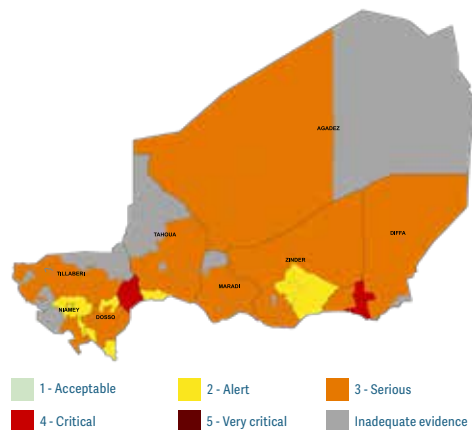 AGADEZ
TAHOUA
DIFFA
ZINDER
TILLABERI
MARADI
NIAMEY
DOSSO
1 - Acceptable
2 - Alert
3 - Serious
4 - Critical
5 - Very critical
Inadequate evidence